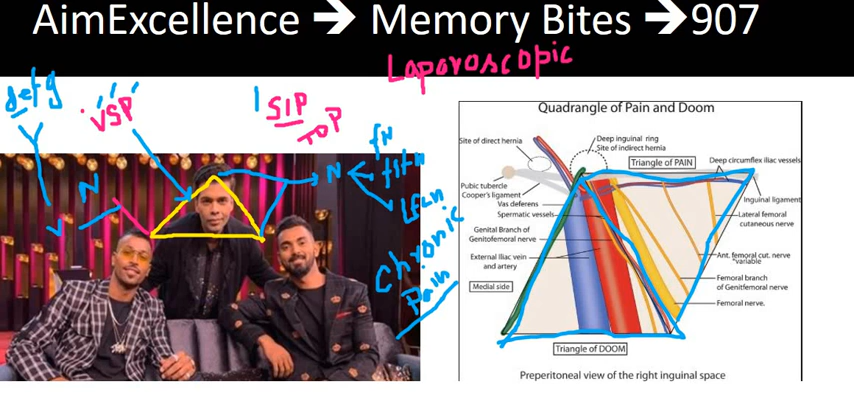 AimExcellence → Memory Bites → 907
Laporoscopic
defg
VSP
1 SIP
TOP
N
V
N
fN
Chronic
Pain
Quadrangle of Pain and Doom
Site of direct hernia
Deep inguinal ring
Site of indirect hernia
Triangle of PAIN
Deep circumflex iliac vessels
Pubic tubercle
Cooper's ligament
Vas deferens
Spermatic vessels
Inguinal ligament
Lateral femoral
cutaneous nerve
Genital Branch of
Genitofemoral nerve
External Iliac vein
and artery
Ant. femoral cut. nerve
*variable
Medial side
Femoral branch
of Genitfemoral nerve
Femoral nerve.
Triangle of DOOM
Preperitoneal view of the right inguinal space